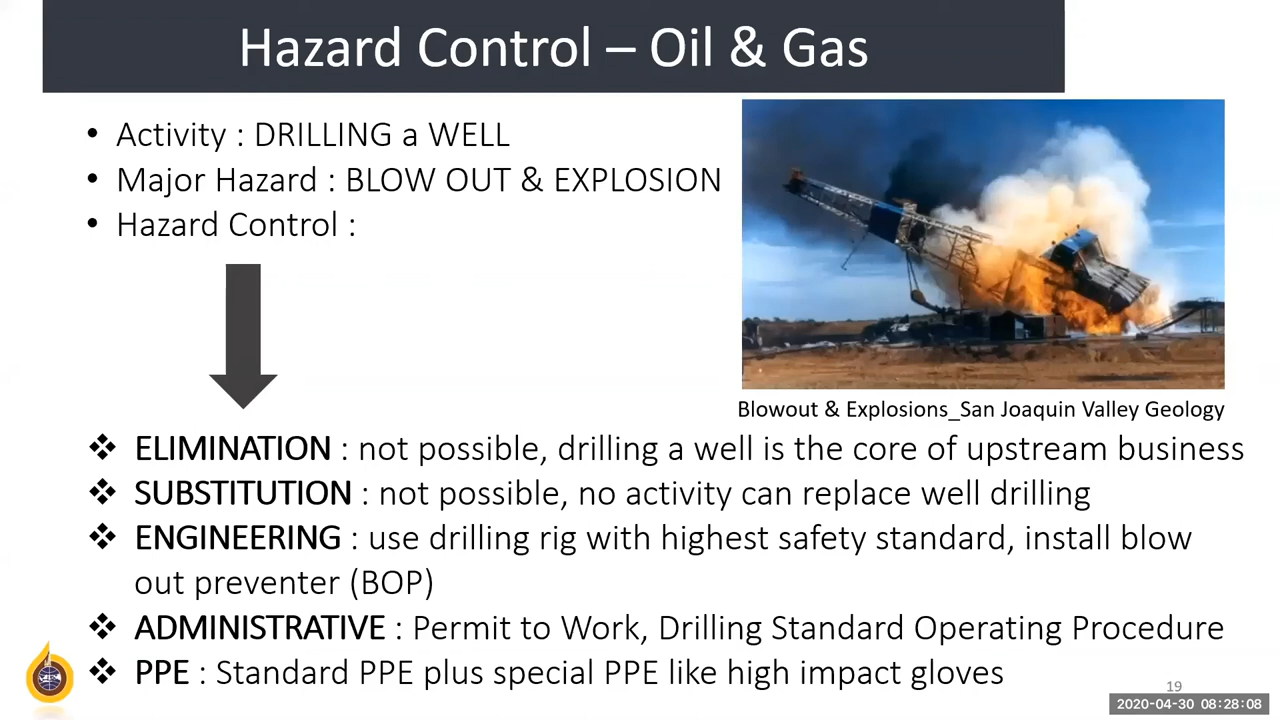 Hazard Control – Oil & Gas
• Activity : DRILLING a WELL
• Major Hazard : BLOW OUT & EXPLOSION
• Hazard Control :
Blowout & Explosions_San Joaquin Valley Geology
❖ ELIMINATION : not possible, drilling a well is the core of upstream business
❖ SUBSTITUTION : not possible, no activity can replace well drilling
❖ ENGINEERING : use drilling rig with highest safety standard, install blow
out preventer (BOP)
❖ ADMINISTRATIVE : Permit to Work, Drilling Standard Operating Procedure
❖ PPE : Standard PPE plus special PPE like high impact gloves
19
2020-04-30 08:28:08